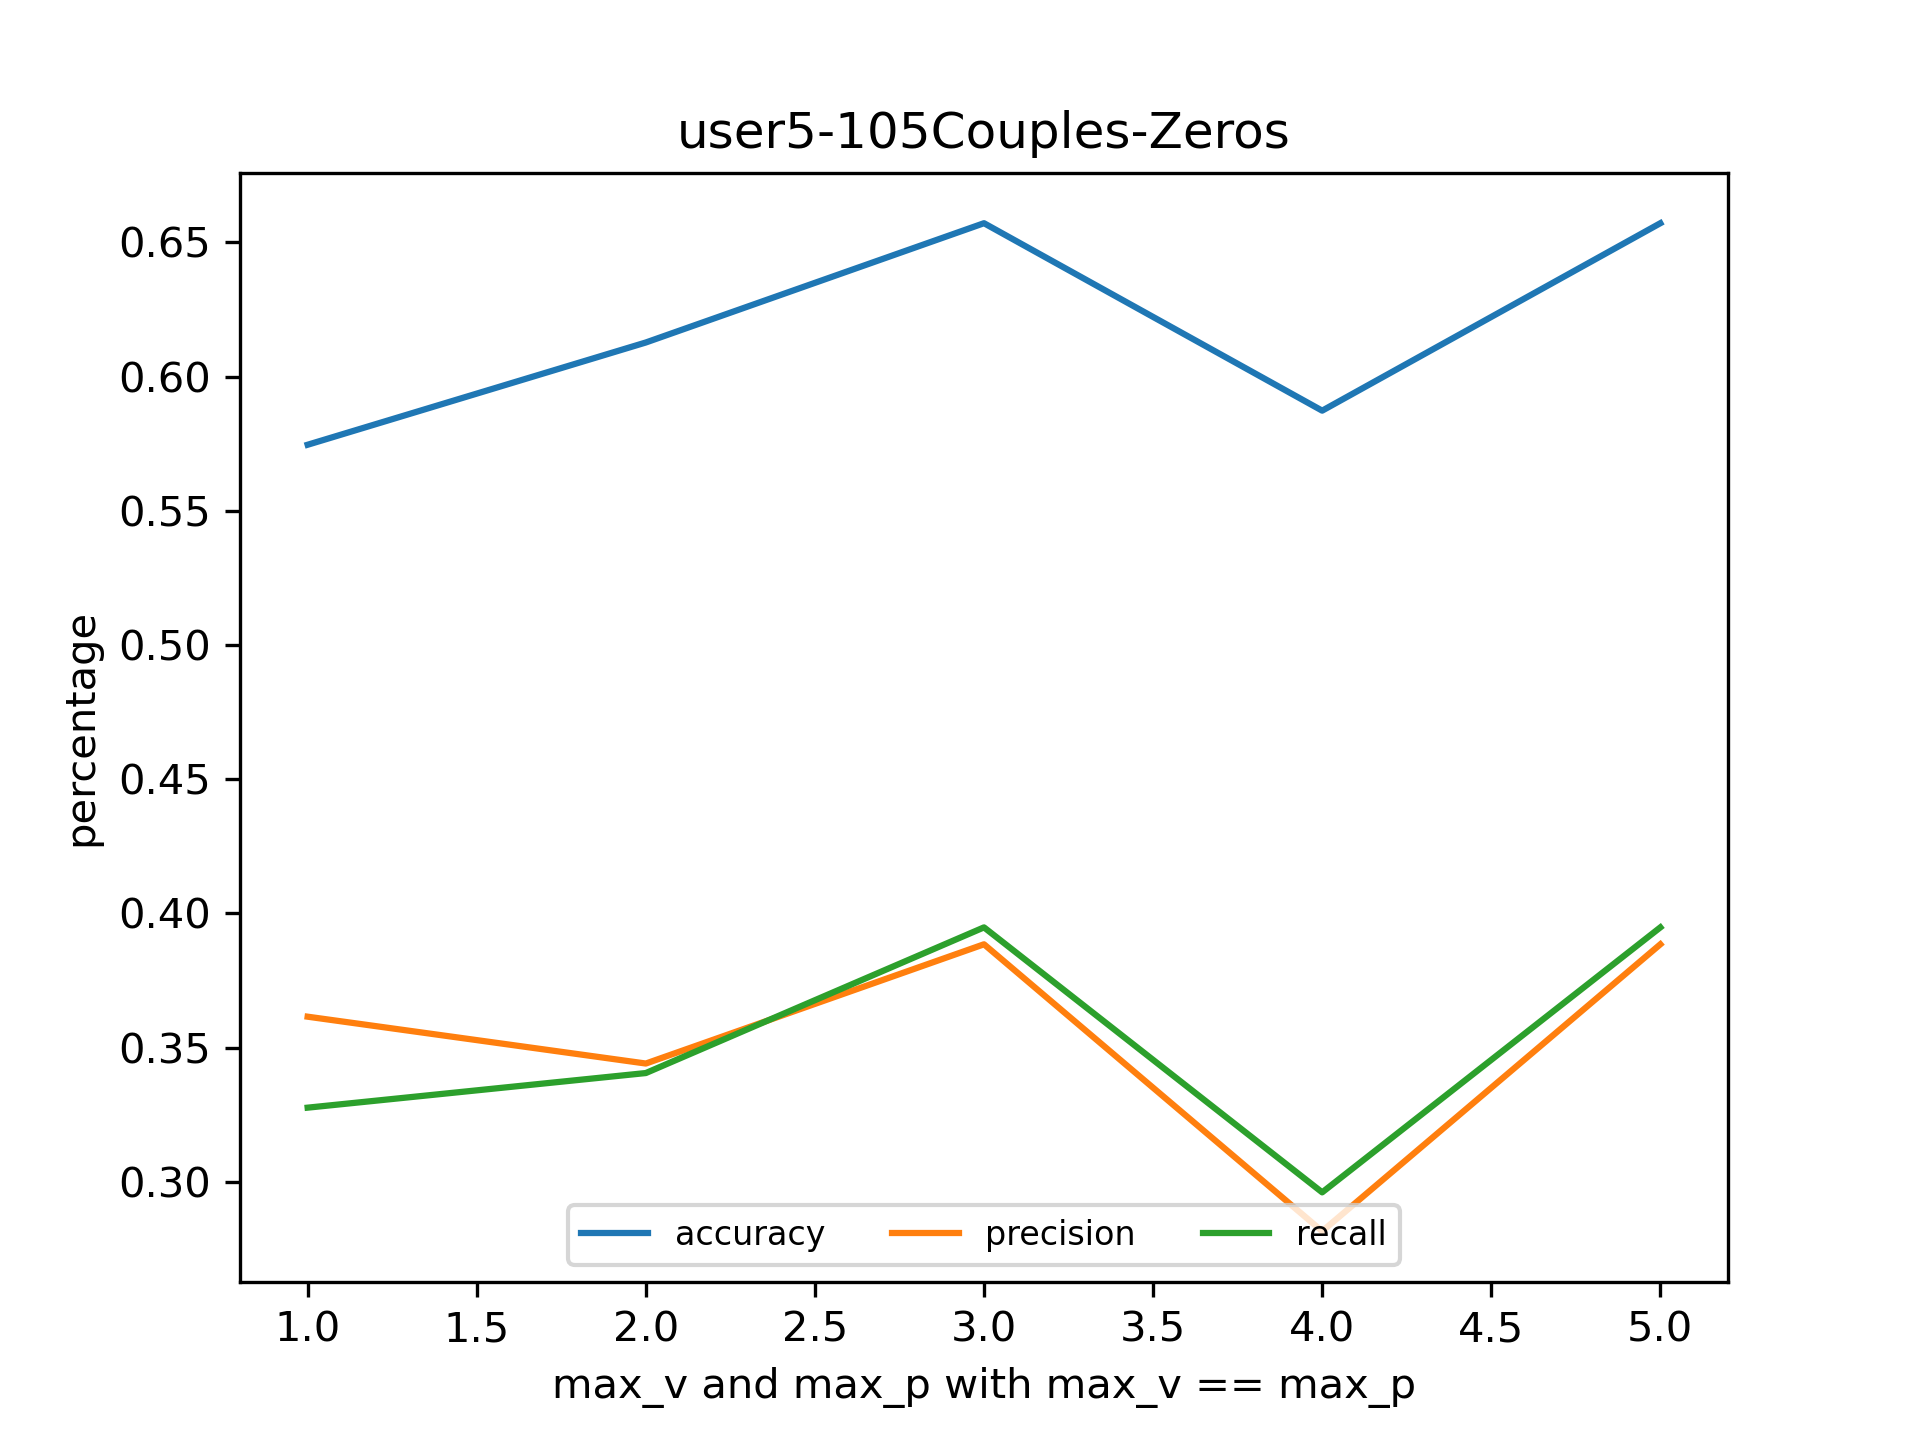 user5-105Couples-Zeros
percentage
0.65
0.60
0.55
0.50
0.45
0.40
0.35
0.30
accuracy precision recall
1.0 1.5 2.0 2.5 3.0 3.5 4.0 4.5 5.0
max_v and max_p with max_v == max_p